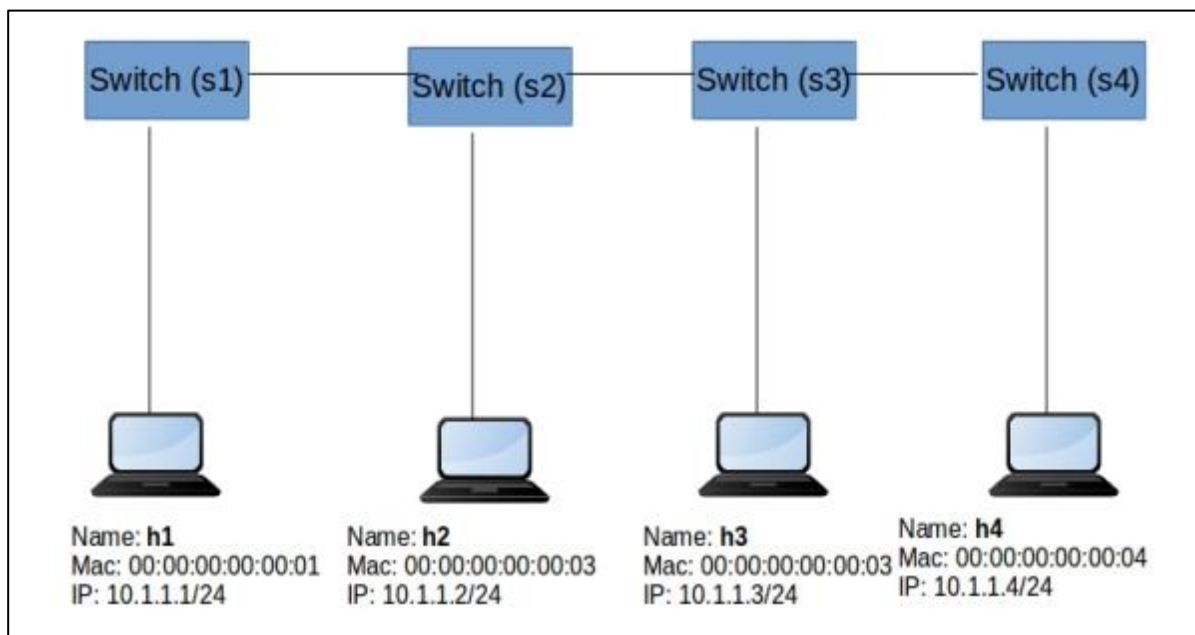 Switch (s1)
Switch (s2)
Switch (s3)
Switch (s4)
Name: h1
Mac: 00:00:00:00:00:01
IP: 10.1.1.1/24
Name: h2
Mac: 00:00:00:00:00:03
IP: 10.1.1.2/24
Name: h3
Mac: 00:00:00:00:00:03
IP: 10.1.1.3/24
Name: h4
Mac: 00:00:00:00:00:04
IP: 10.1.1.4/24